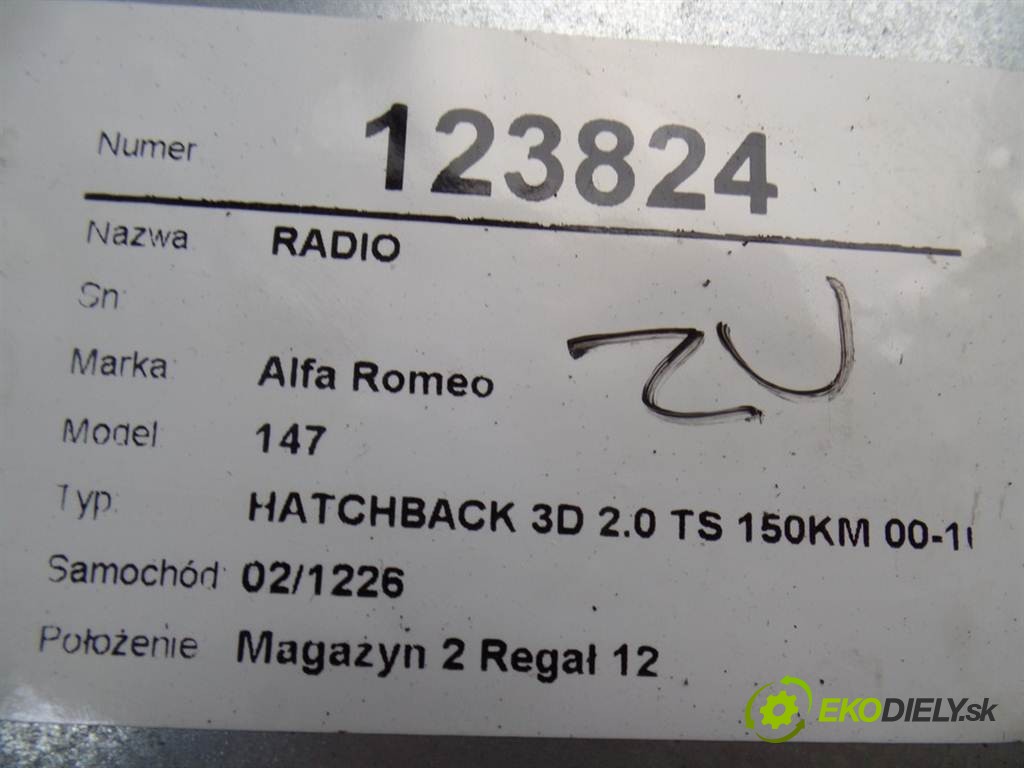 Numer 123824
Nazwa RADIO
Sn:
Marka: Alfa Romeo
Model: 147
Typ: HATCHBACK 3D 2.0 TS 150KM 00-1
Samochód: 02/1226
Położenie Magażyn 2 Regał 12
ZU
EKODIELY.sk